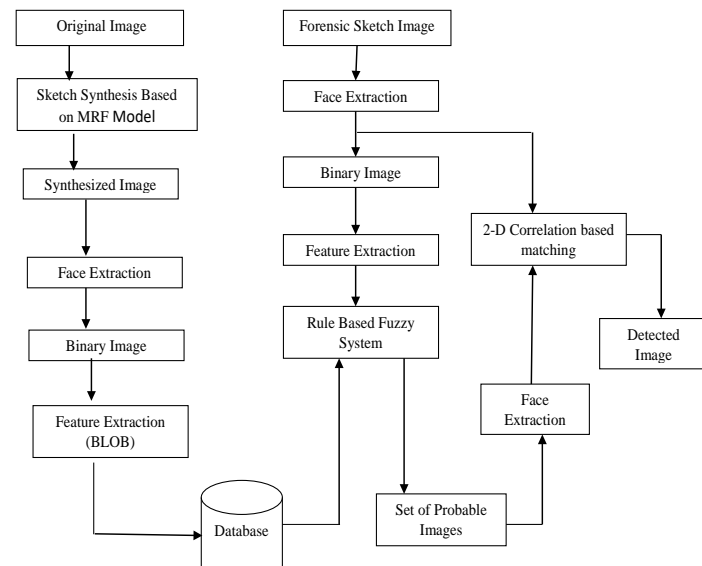 Original Image
Sketch Synthesis Based
on MRF Model
Synthesized Image
Face Extraction
Binary Image
Feature Extraction
(BLOB)
Database
Forensic Sketch Image
Face Extraction
Binary Image
Feature Extraction
Rule Based Fuzzy
System
Set of Probable
Images
Face
Extraction
2-D Correlation based
matching
Detected
Image